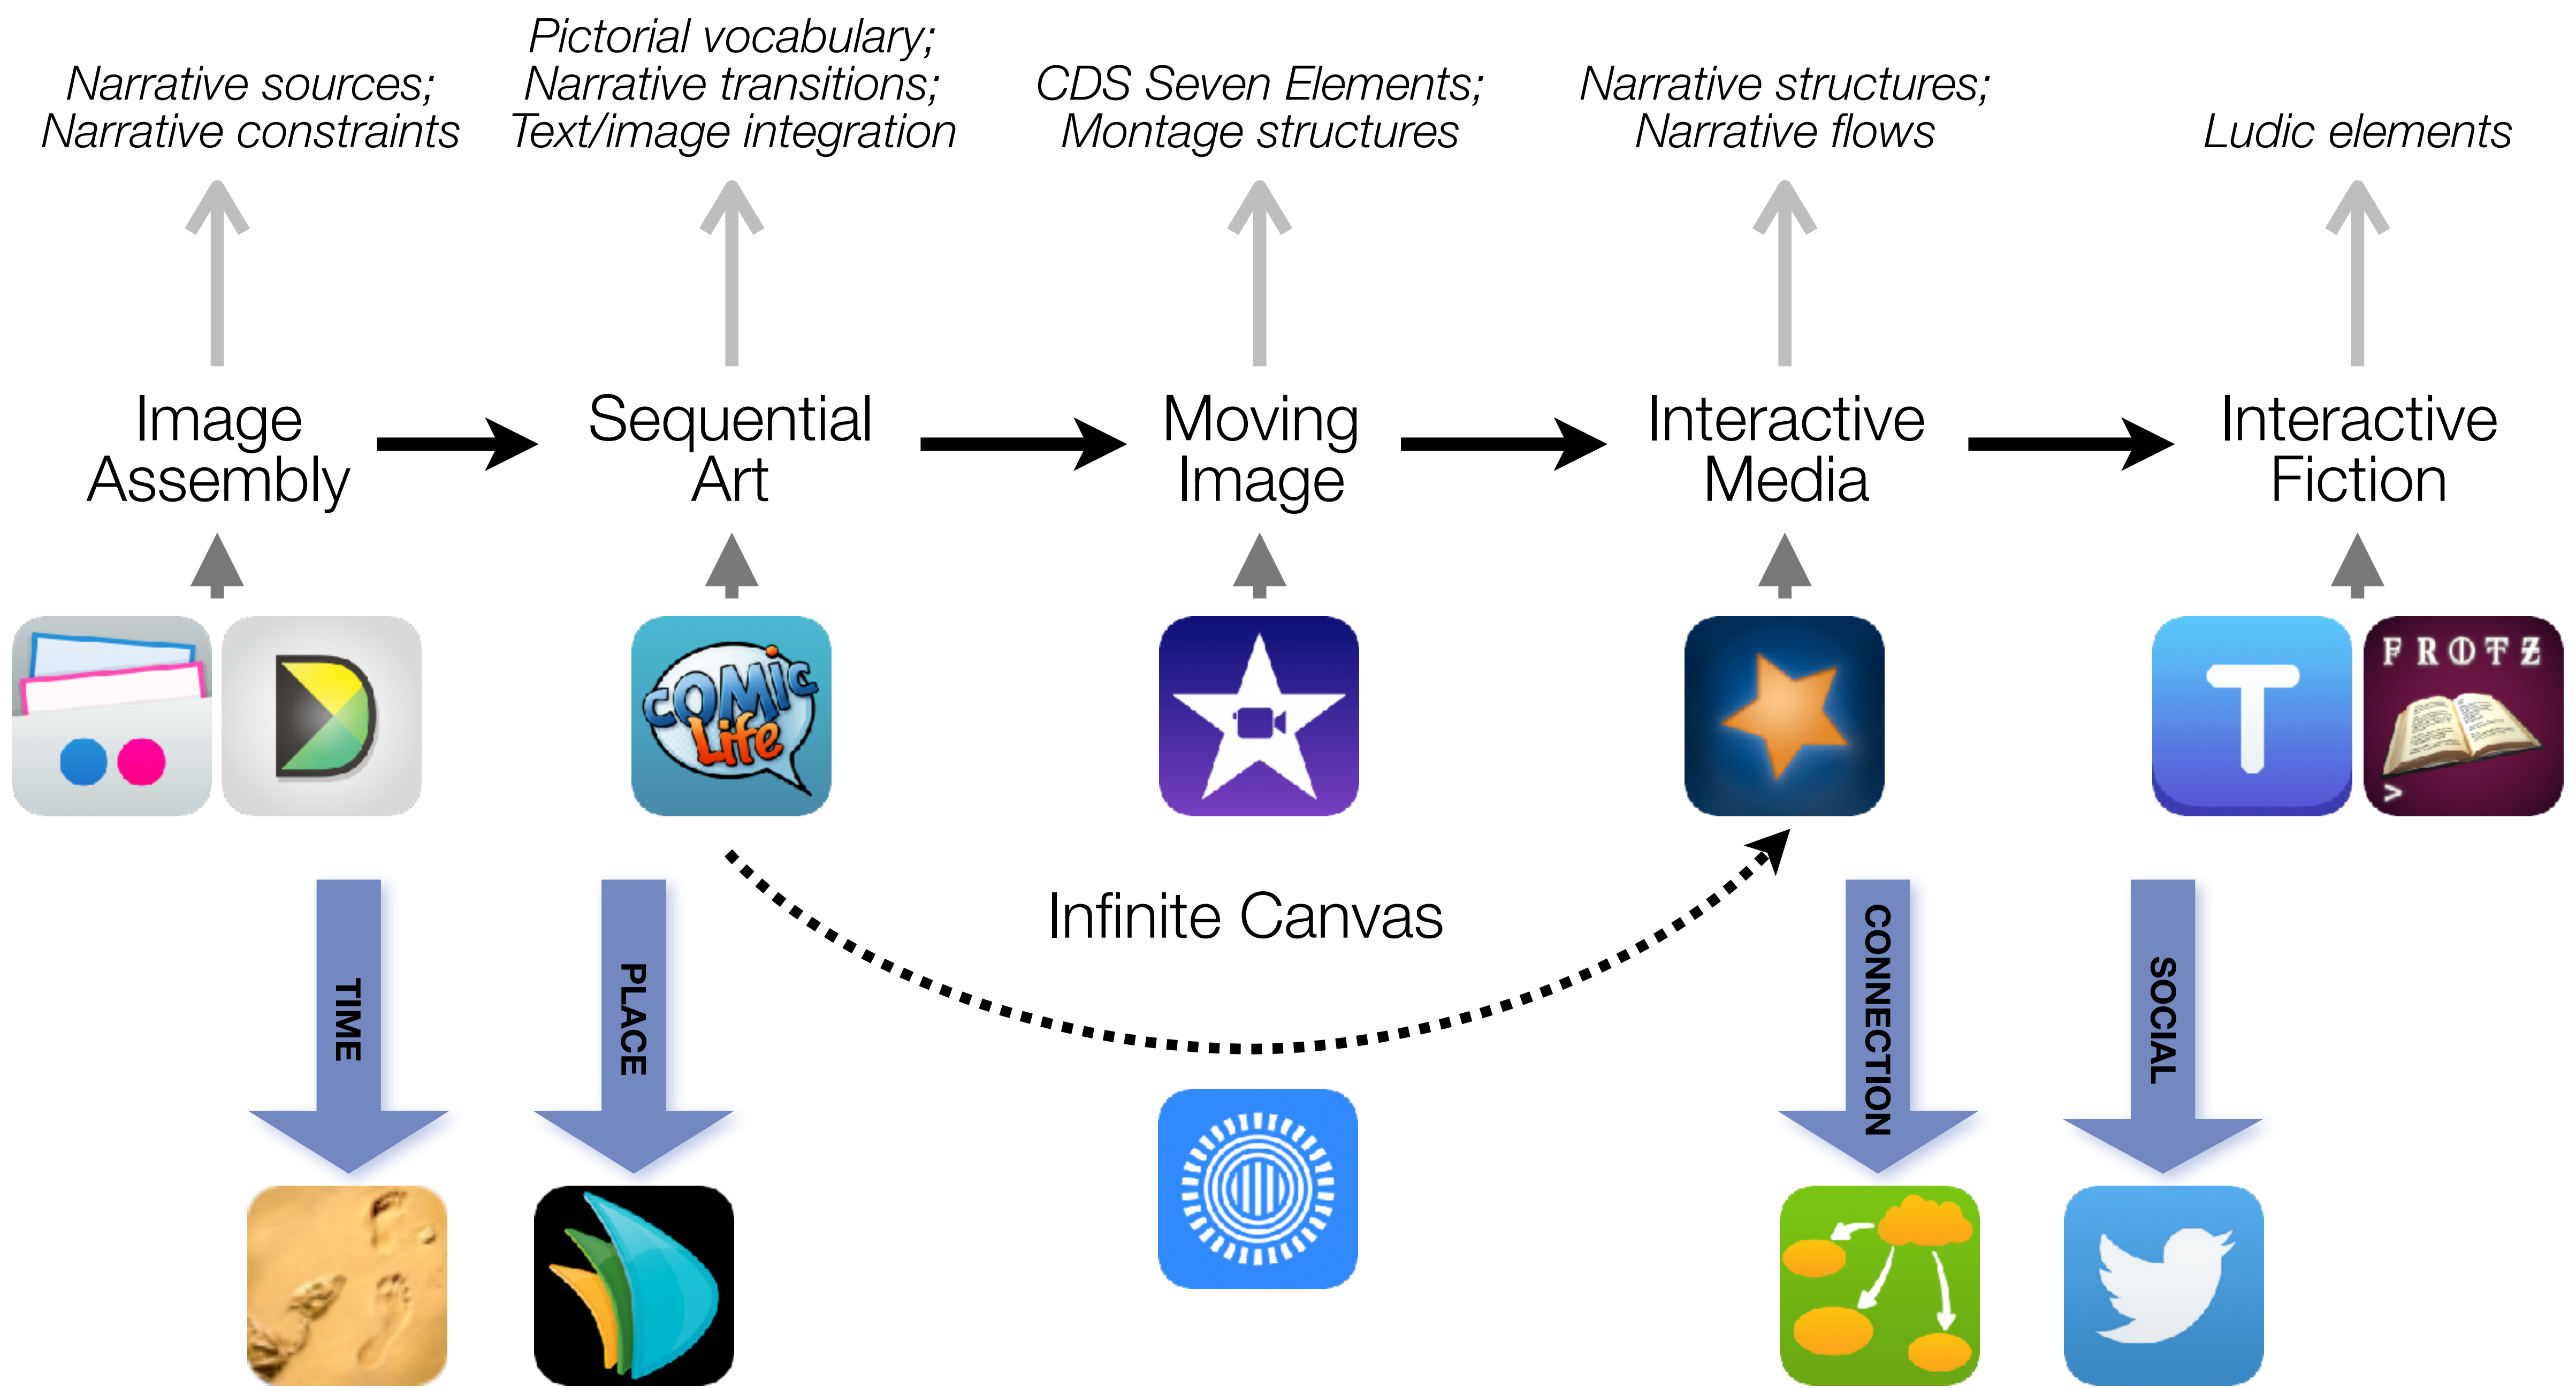 Narrative sources;
Narrative constraints
Pictorial vocabulary;
Narrative transitions;
Text/image integration
CDS Seven Elements;
Montage structures
Narrative structures;
Narrative flows
Ludic elements
Image
Assembly
Sequential
Art
Moving
Image
Interactive
Media
Interactive
Fiction
D
COMIC
Life
T
FROTZ
>
Infinite Canvas
TIME
PLACE
CONNECTION
SOCIAL